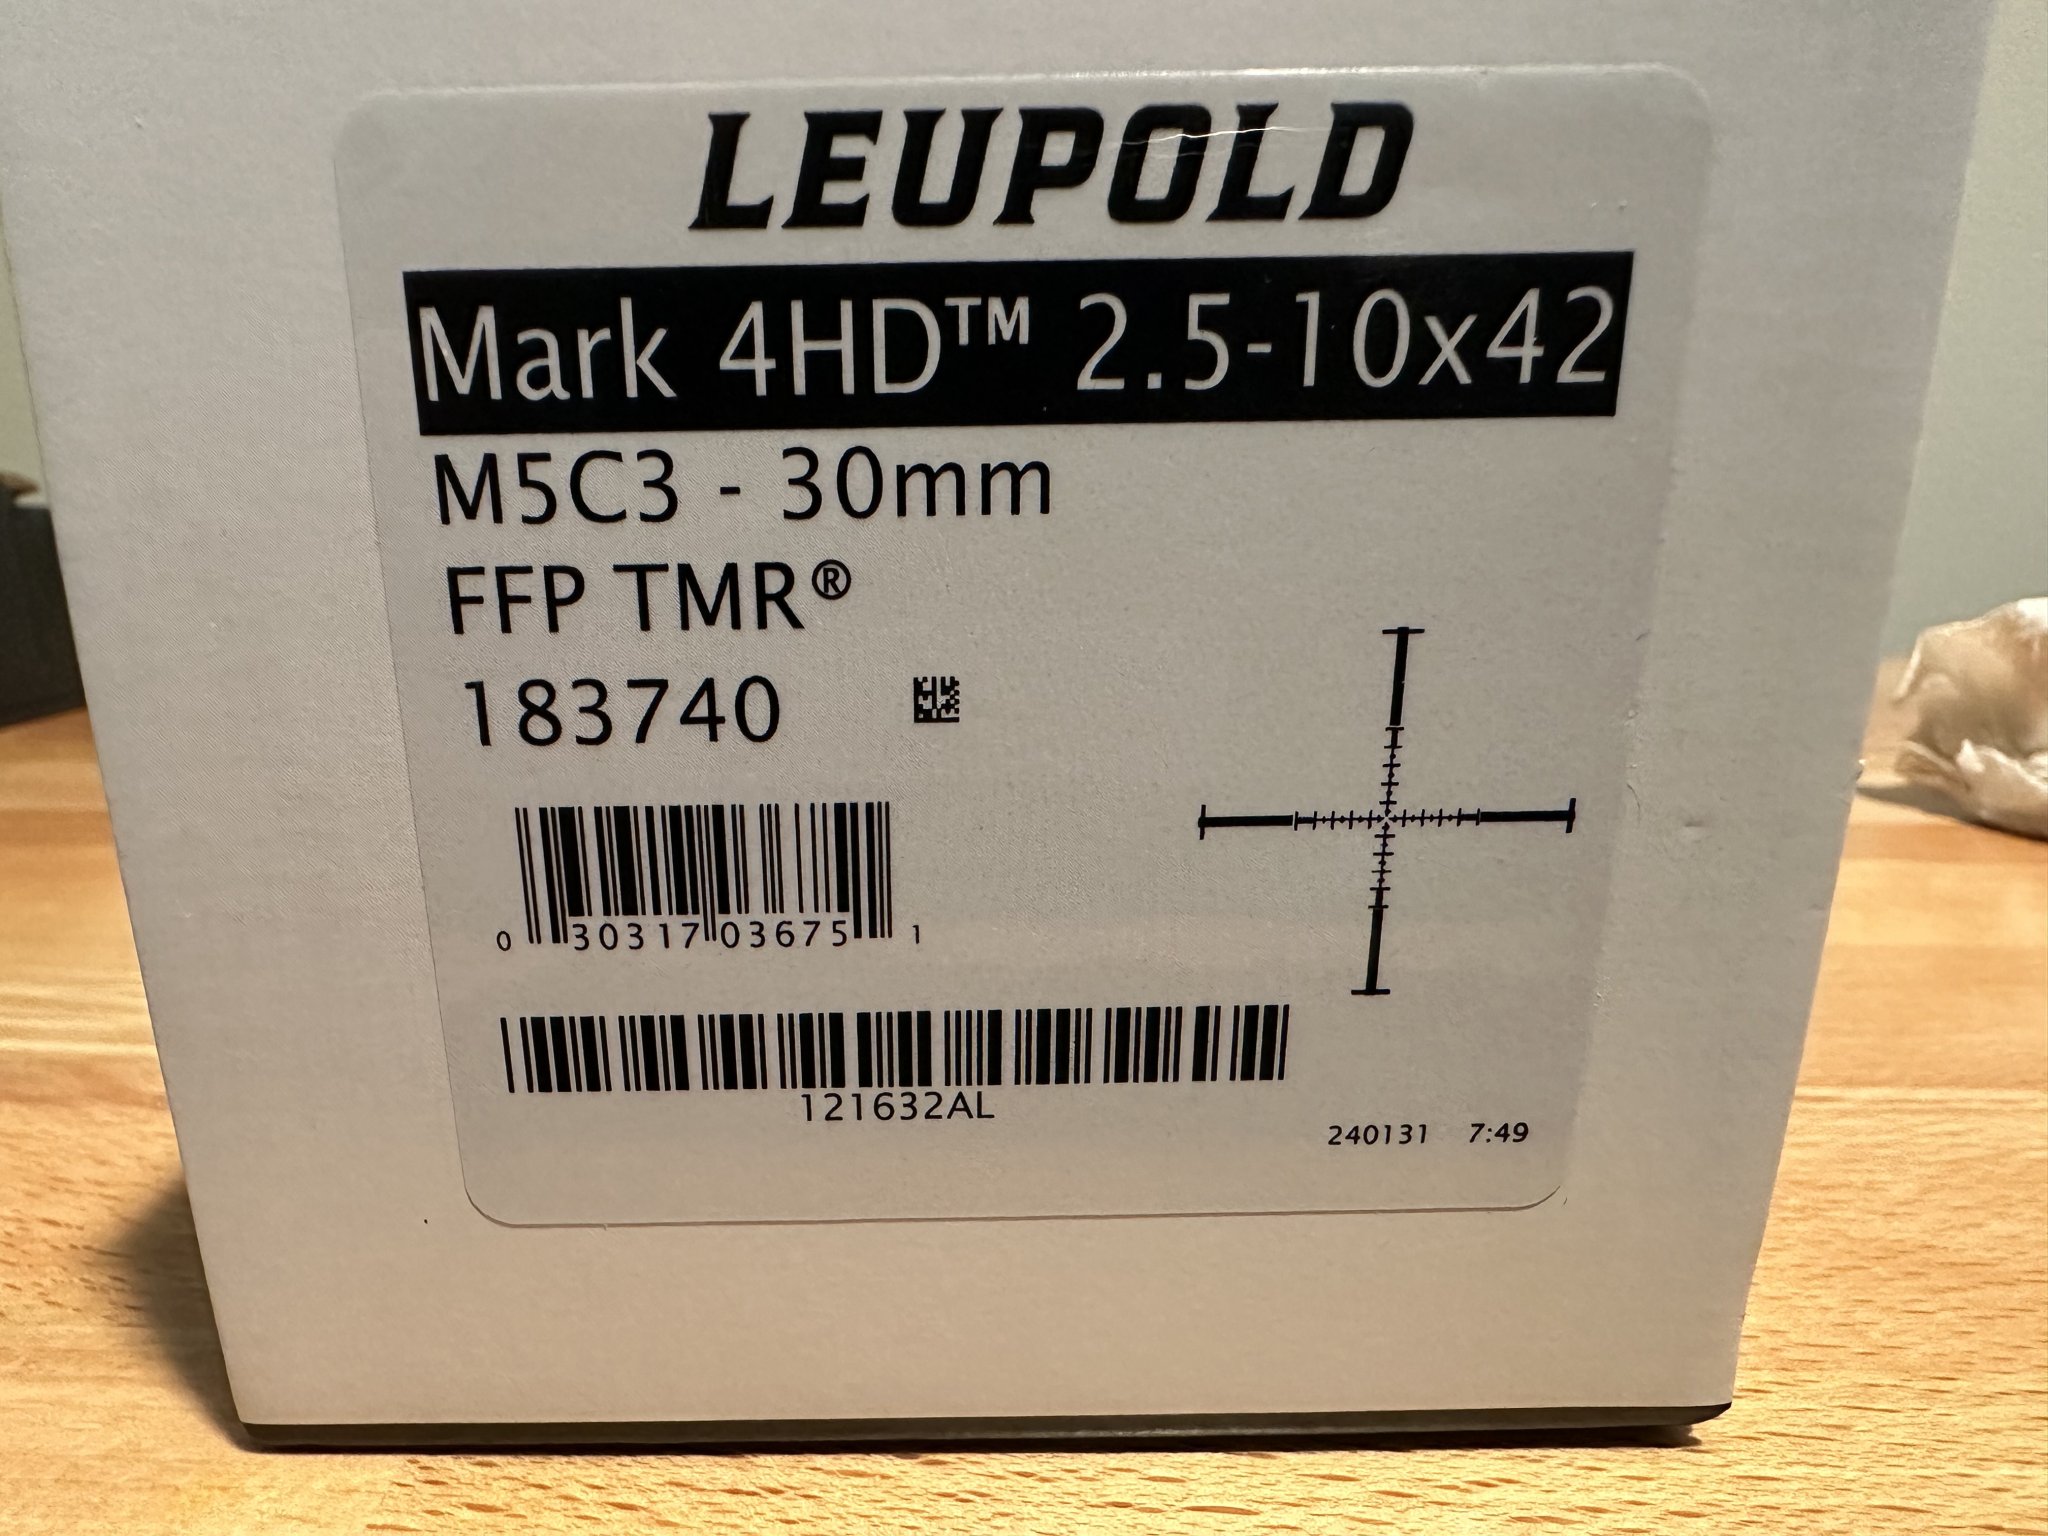 LEUPOLD
Mark 4HD™ 2.5-10x42
M5C3 - 30mm
FFP TMR®
183740
0 30317 03675 1
121632AL
240131 7:49